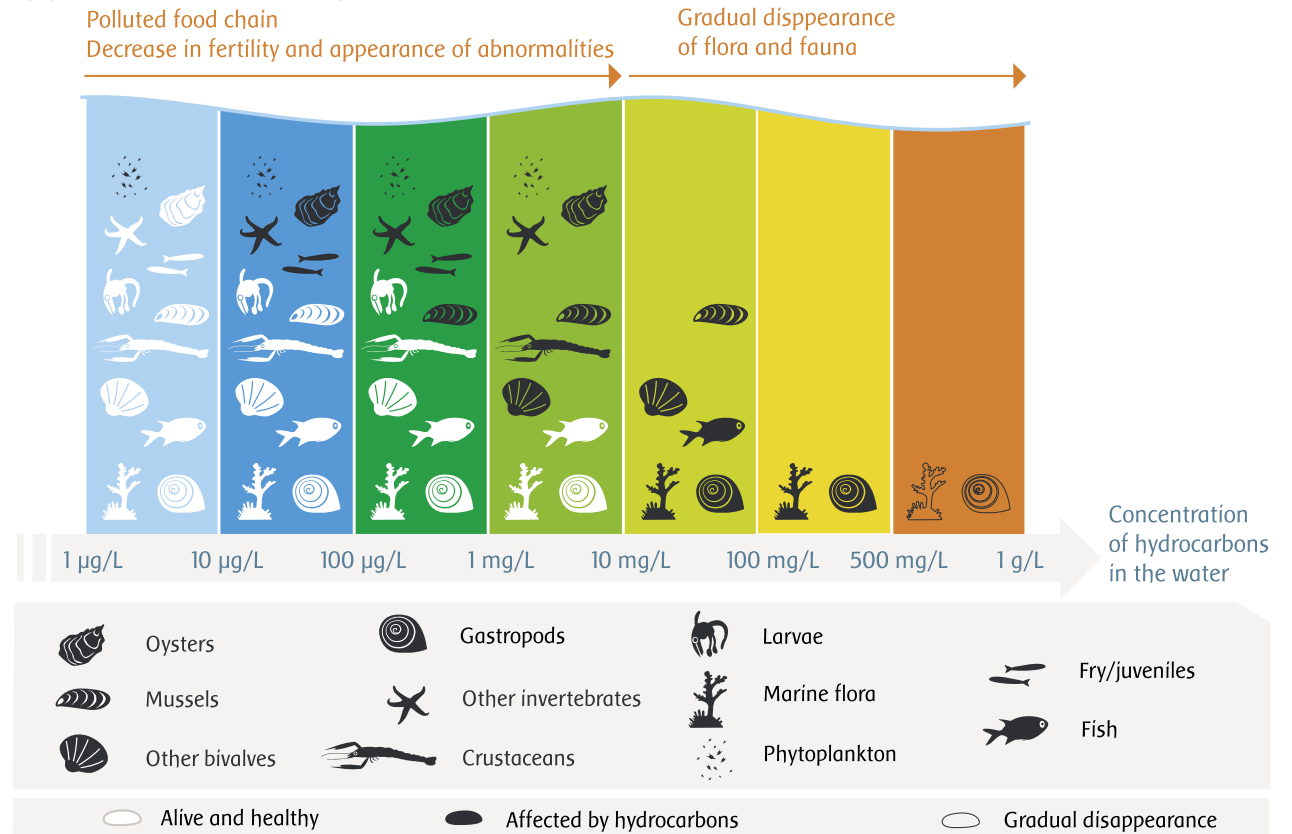 Polluted food chain
Decrease in fertility and appearance of abnormalities
Gradual disppearance
of flora and fauna
1 µg/L
10 µg/L
100 µg/L
1 mg/L
10 mg/L
100 mg/L
500 mg/L
1 g/L
Concentration
of hydrocarbons
in the water
Oysters
Mussels
Other bivalves
Gastropods
Other invertebrates
Crustaceans
Larvae
Marine flora
Phytoplankton
Fry/juveniles
Fish
Alive and healthy
Affected by hydrocarbons
Gradual disappearance